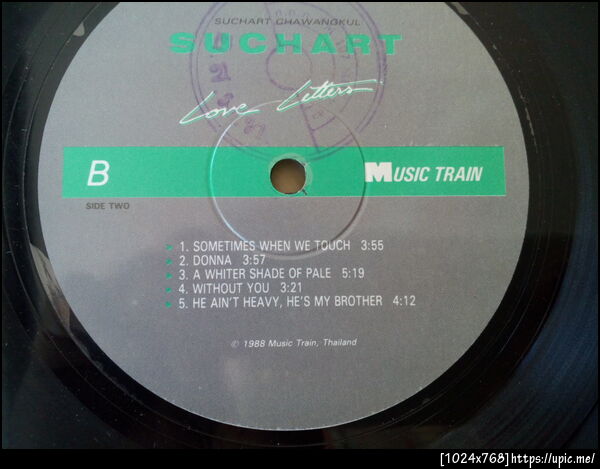 SUCHART CHAWANGKUL
SUCHART
Love Letters
B
MUSIC TRAIN
SIDE TWO
1. SOMETIMES WHEN WE TOUCH 3:55
2. DONNA 3:57
3. A WHITER SHADE OF PALE 5:19
4. WITHOUT YOU 3:21
5. HE AIN'T HEAVY, HE'S MY BROTHER 4:12
© 1988 Music Train, Thailand
[1024x768]https://upic.me/